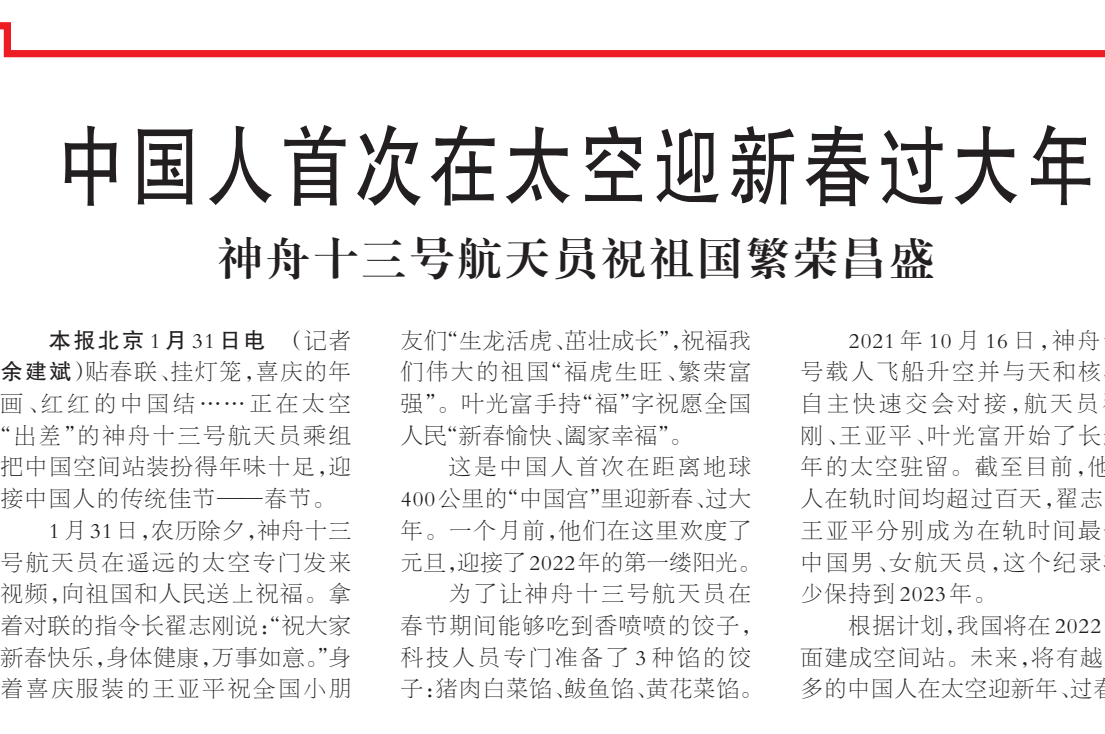 中国人首次在太空迎新春过大年
神舟十三号航天员祝祖国繁荣昌盛
本报北京1月31日电　（记者
余建斌）贴春联、挂灯笼，喜庆的年
画、红红的中国结……正在太空
“出差”的神舟十三号航天员乘组
把中国空间站装扮得年味十足，迎
接中国人的传统佳节——春节。
1月31日，农历除夕，神舟十三
号航天员在遥远的太空专门发来
视频，向祖国和人民送上祝福。拿
着对联的指令长翟志刚说：“祝大家
新春快乐，身体健康，万事如意。”身
着喜庆服装的王亚平祝全国小朋
友们“生龙活虎、茁壮成长”，祝福我
们伟大的祖国“福虎生旺、繁荣富
强”。叶光富手持“福”字祝愿全国
人民“新春愉快、阖家幸福”。
这是中国人首次在距离地球
400公里的“中国宫”里迎新春、过大
年。一个月前，他们在这里欢度了
元旦，迎接了2022年的第一缕阳光。
为了让神舟十三号航天员在
春节期间能够吃到香喷喷的饺子，
科技人员专门准备了3种馅的饺
子：猪肉白菜馅、鲅鱼馅、黄花菜馅。
2021年10月16日，神舟
号载人飞船升空并与天和核
自主快速交会对接，航天员
刚、王亚平、叶光富开始了长
年的太空驻留。截至目前，他
人在轨时间均超过百天，翟志
王亚平分别成为在轨时间最
中国男、女航天员，这个纪录
少保持到2023年。
根据计划，我国将在2022
面建成空间站。未来，将有越
多的中国人在太空迎新年、过春